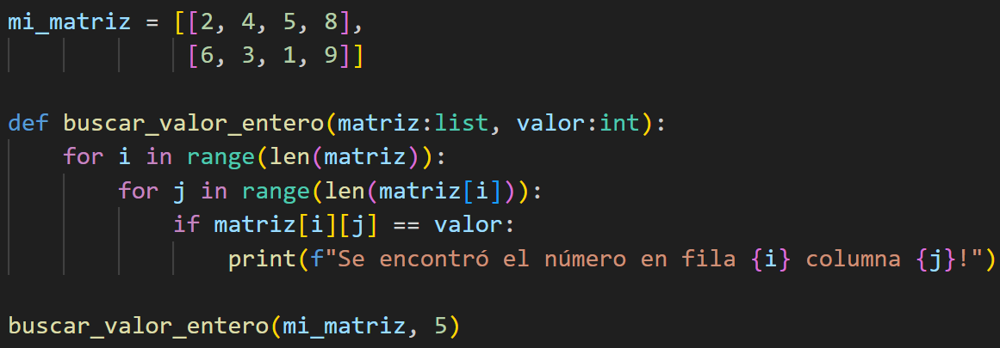 mi_matriz = [[2, 4, 5, 8],
             [6, 3, 1, 9]]

def buscar_valor_entero(matriz:list, valor:int):
    for i in range(len(matriz)):
        for j in range(len(matriz[i])):
            if matriz[i][j] == valor:
                print(f"Se encontró el número en fila {i} columna {j}!")

buscar_valor_entero(mi_matriz, 5)